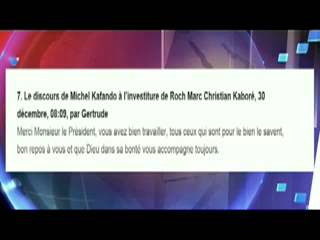 7. Le discours de Michel Kafando à l'investiture de Roch Marc Christian Kaboré, 30
décembre, 08:09, par Gertrude
Merci Monsieur le Président, vous avez bien travailler, tous ceux qui sont pour le bien le savent,
bon repos à vous et que Dieu dans sa bonté vous accompagne toujours.